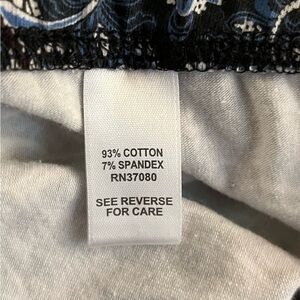 93% COTTON
7% SPANDEX
RN37080
SEE REVERSE
FOR CARE